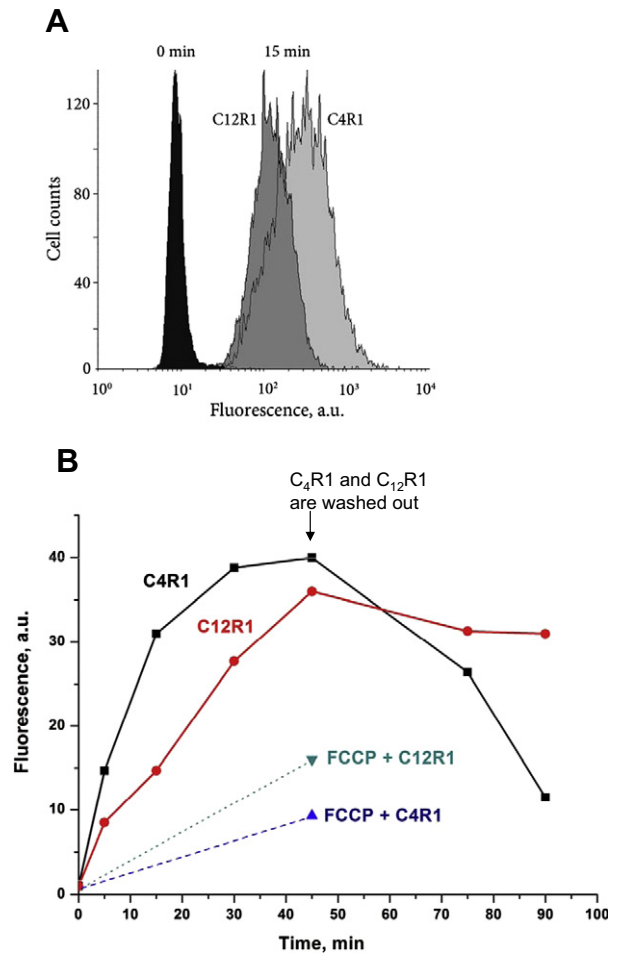 A
0 min 15 min
C12R1 C4R1
120
80
40
0
Cell counts
10⁰ 10¹ 10² 10³ 10⁴
Fluorescence, a.u.
B
C₄R1 and C₁₂R1
are washed out
40
30
20
10
0
Fluorescence, a.u.
C4R1
C12R1
FCCP + C12R1
FCCP + C4R1
0 10 20 30 40 50 60 70 80 90 100
Time, min